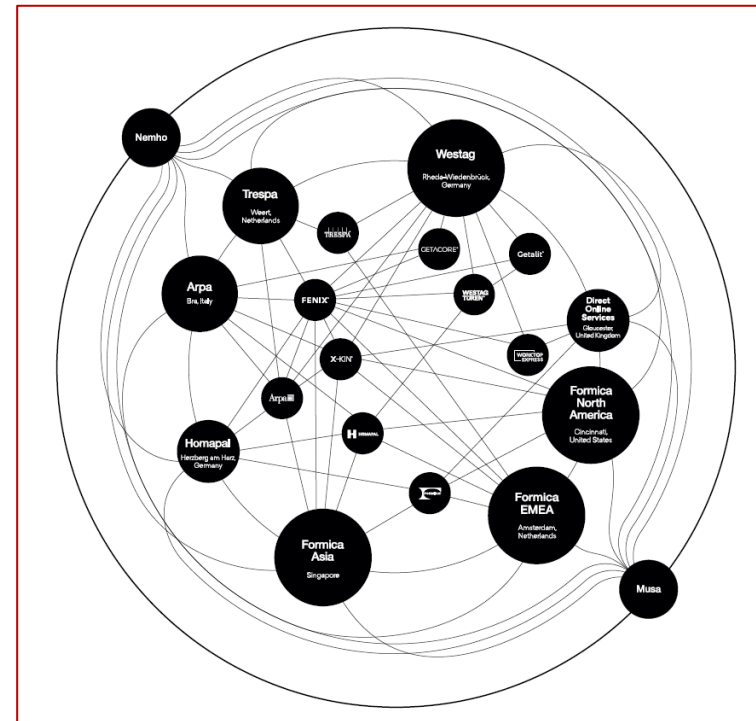 Nemho
Westag
Rheda-Wiedenbrück,
Germany
Trespa
Weert,
Netherlands
TRESPA
GETACORE®
Getalit®
Arpa
Bra, Italy
FENIX®
WESTAG
TÜREN®
Direct
Online
Services
Gloucester,
United Kingdom
X-KIN®
WORKTOP
EXPRESS
Arpa
Formica
North
America
Cincinnati,
United States
Homapal
Herzberg am Harz,
Germany
H HOMAPAL
FORMICA
Formica
EMEA
Amsterdam,
Netherlands
Formica
Asia
Singapore
Musa